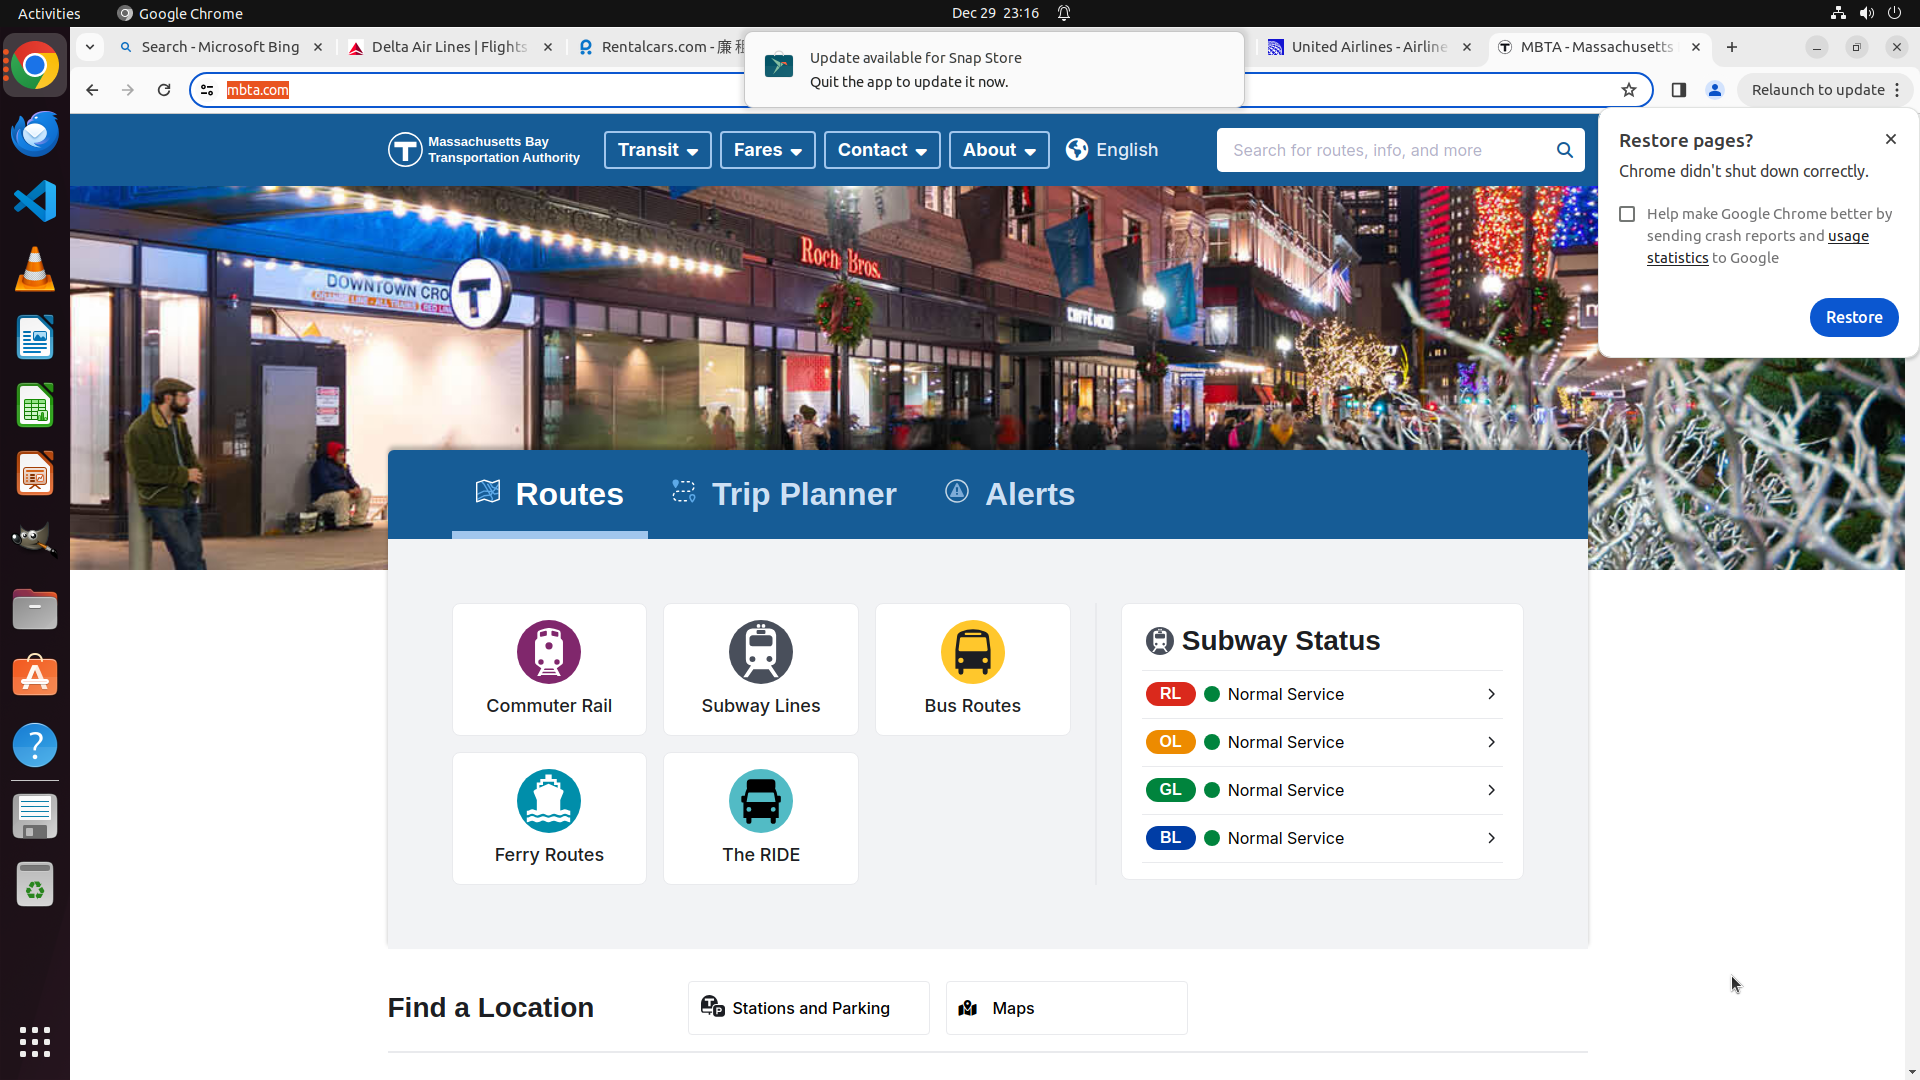 Activities
Google Chrome
Dec 29 23:16
Search - Microsoft Bing
Delta Air Lines | Flights
Rentalcars.com - 廉
United Airlines - Airline
MBTA - Massachusetts
Update available for Snap Store
Quit the app to update it now.
mbta.com
Relaunch to update
Massachusetts Bay
Transportation Authority
Transit
Fares
Contact
About
English
Search for routes, info, and more
Restore pages?
Chrome didn't shut down correctly.
Help make Google Chrome better by
sending crash reports and usage
statistics to Google
Restore
DOWNTOWN CRO
T
Roche Bros.
Routes
Trip Planner
Alerts
Commuter Rail
Subway Lines
Bus Routes
Ferry Routes
The RIDE
Subway Status
RL Normal Service
OL Normal Service
GL Normal Service
BL Normal Service
Find a Location
Stations and Parking
Maps